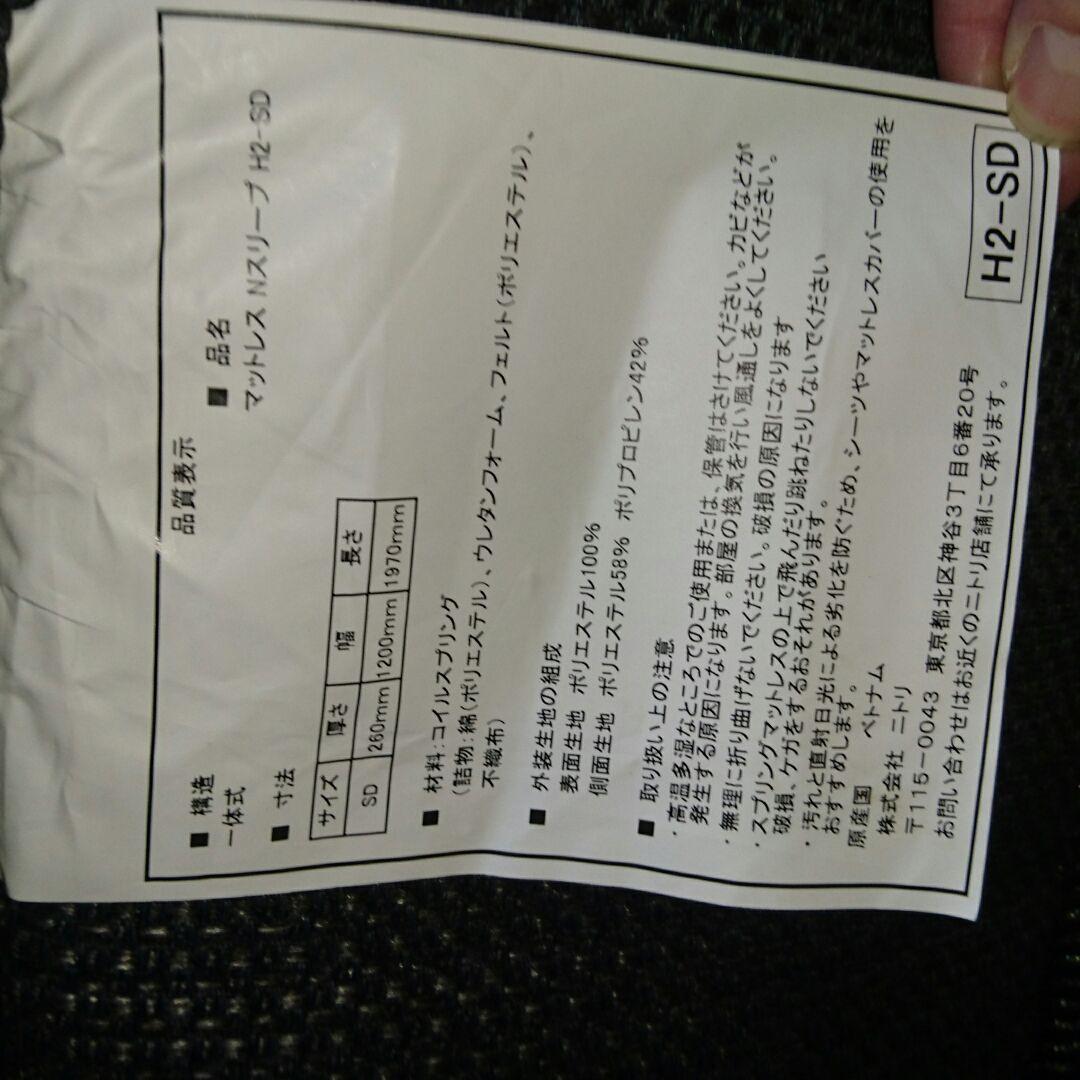 品質表示
■ 構造
一体式
■ 品名
マットレス Nスリープ H2-SD
■ 寸法
サイズ 厚さ 幅 長さ
SD 260mm 1200mm 1970mm
■ 材料:コイルスプリング
(詰物:綿(ポリエステル)、ウレタンフォーム、フェルト(ポリエステル)、
不織布)
■ 外装生地の組成
表面生地 ポリエステル100%
側面生地 ポリエステル58% ポリプロピレン42%
■ 取り扱い上の注意
・高温多湿なところでのご使用または、保管はさけてください。カビなどが
発生する原因になります。部屋の換気を行い風通しをよくしてください。
・無理に折り曲げないでください。破損の原因になります
・スプリングマットレスの上で飛んだり跳ねたりしないでください
破損、ケガをするおそれがあります。
・汚れと直射日光による劣化を防ぐため、シーツやマットレスカバーの使用を
おすすめします。
原産国 ベトナム
株式会社 ニトリ
〒115-0043 東京都北区神谷3丁目6番20号
お問い合わせはお近くのニトリ店舗にて承ります。
H2-SD